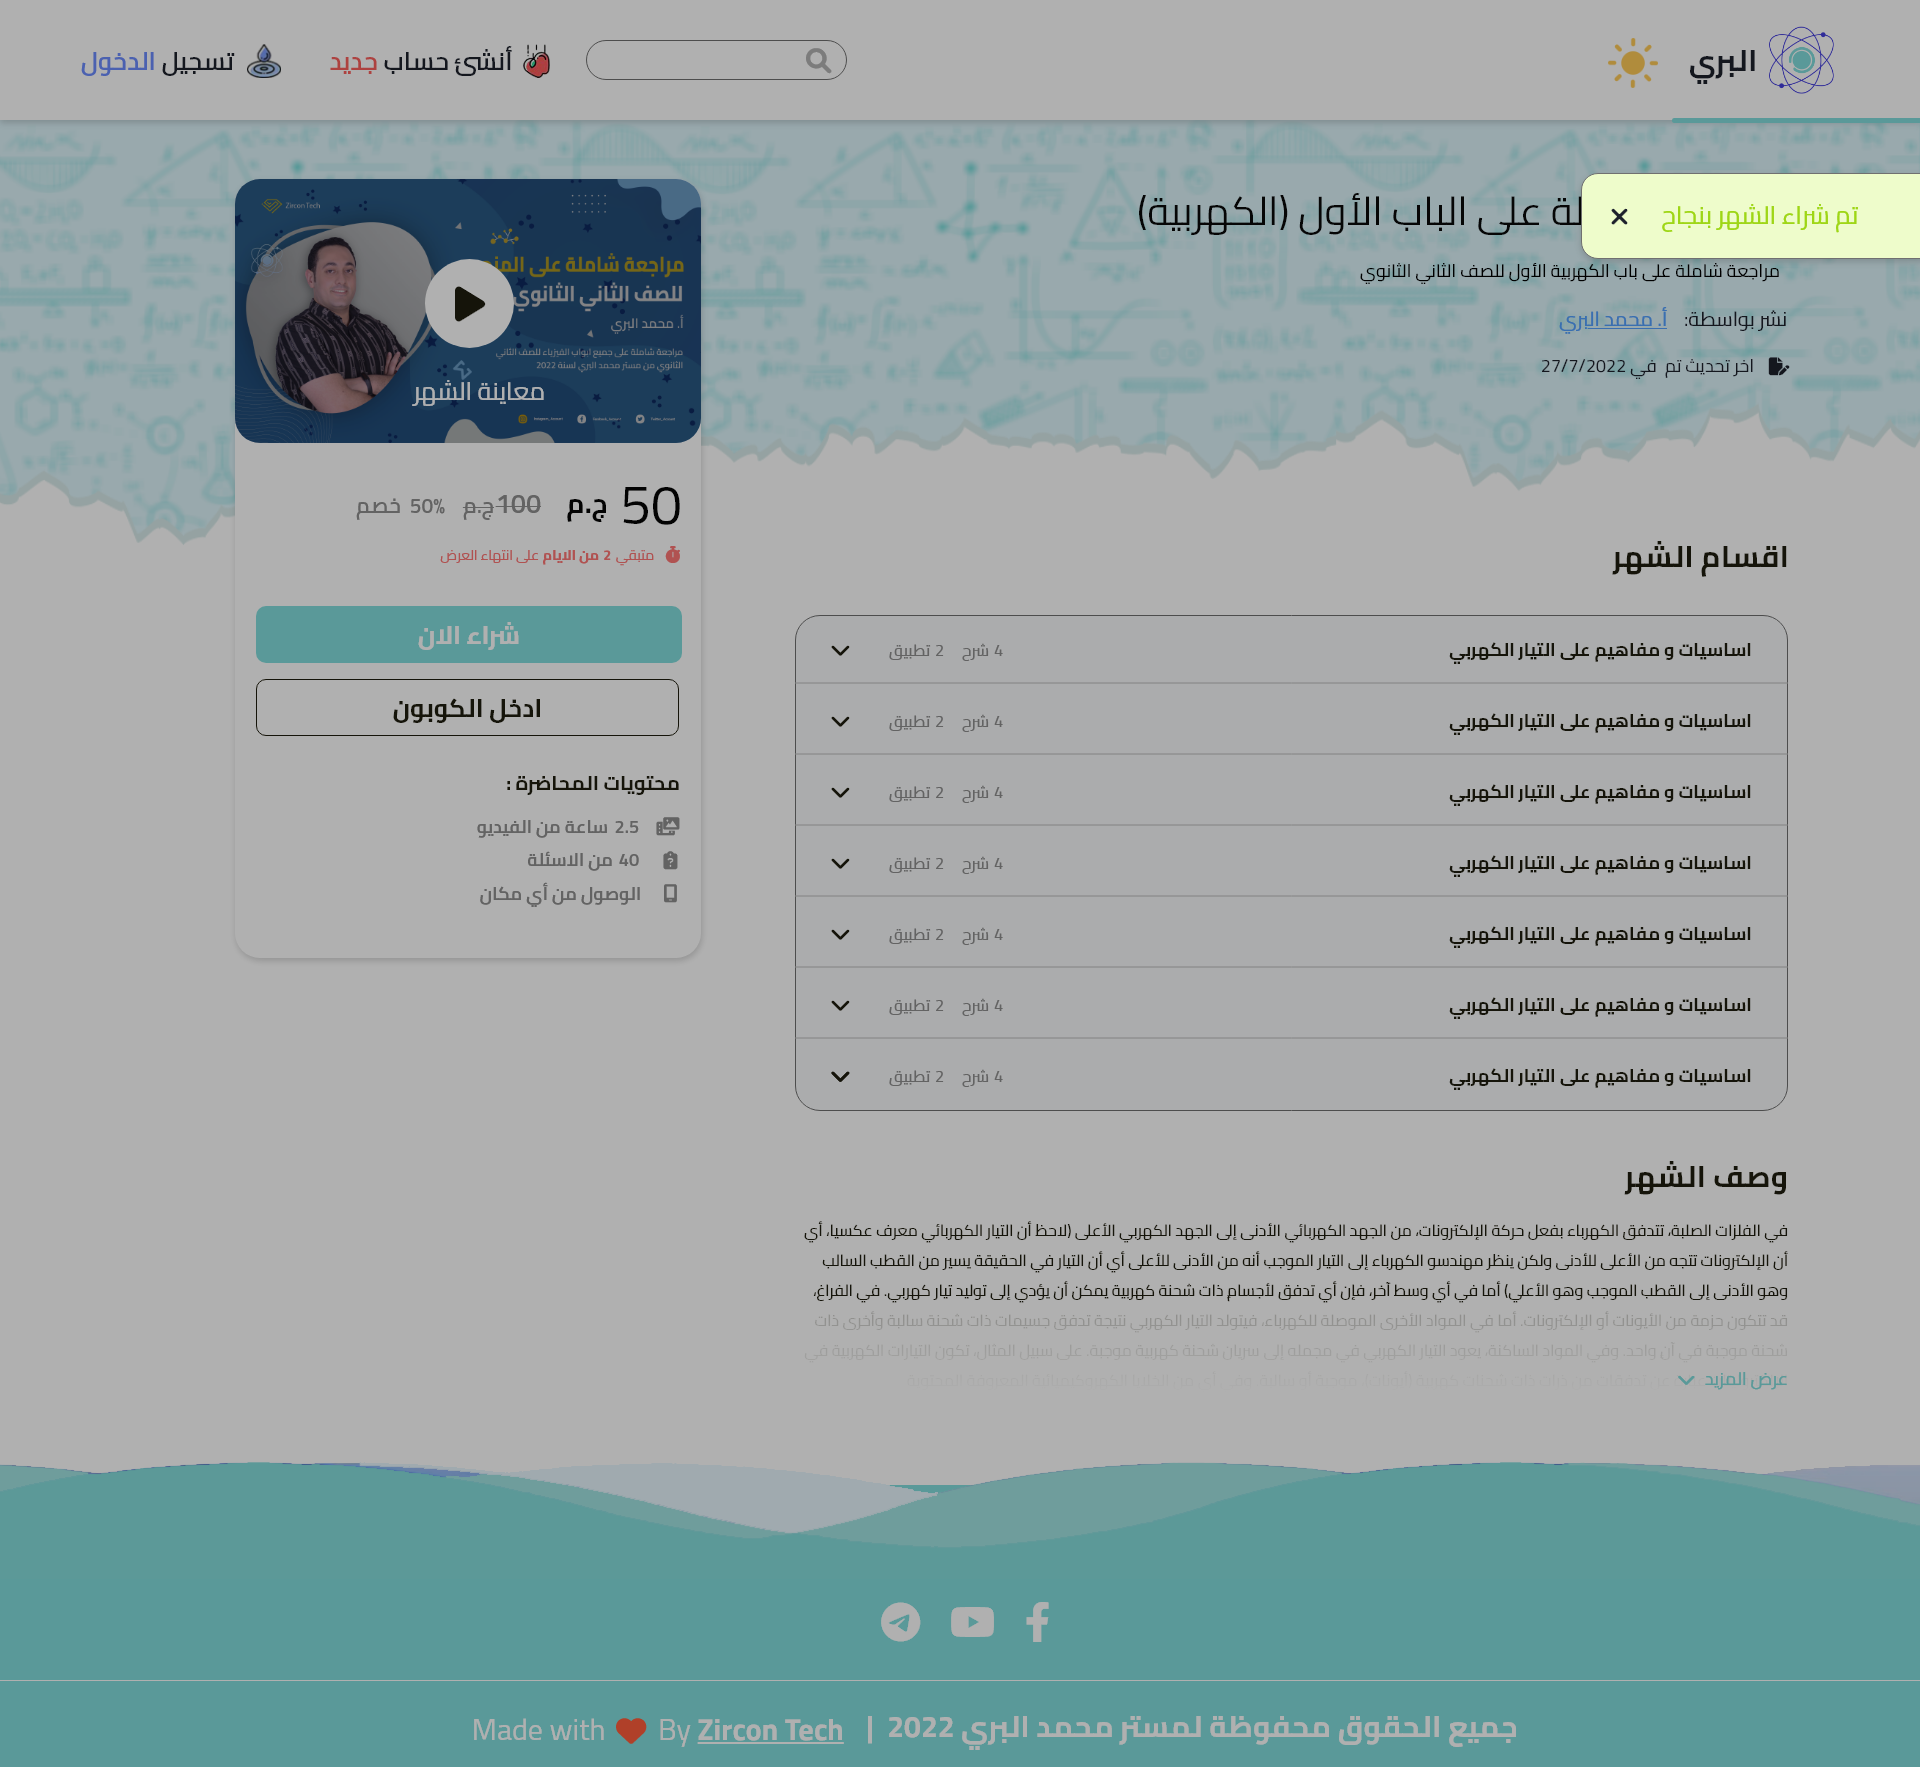 البري
أنشئ حساب جديد
تسجيل الدخول
تم شراء الشهر بنجاح
على الباب الأول (الكهربية)
مراجعة شاملة على باب الكهربية الأول للصف الثاني الثانوي
نشر بواسطة: أ. محمد البري
اخر تحديث تم في 27/7/2022
Zircon Tech
مراجعة شاملة على
للصف الثاني الثانوي
أ. محمد البري
مراجعة شاملة على جميع ابواب الفيزياء للصف الثاني
الثانوي من مستر محمد البري لسنة 2022
معاينة الشهر
50 ج.م 100ج.م 50% خصم
متبقي 2 من الايام على انتهاء العرض
شراء الان
ادخل الكوبون
محتويات المحاضرة :
2.5 ساعة من الفيديو
40 من الاسئلة
الوصول من أي مكان
اقسام الشهر
اساسيات و مفاهيم على التيار الكهربي 4 شرح 2 تطبيق
اساسيات و مفاهيم على التيار الكهربي 4 شرح 2 تطبيق
اساسيات و مفاهيم على التيار الكهربي 4 شرح 2 تطبيق
اساسيات و مفاهيم على التيار الكهربي 4 شرح 2 تطبيق
اساسيات و مفاهيم على التيار الكهربي 4 شرح 2 تطبيق
اساسيات و مفاهيم على التيار الكهربي 4 شرح 2 تطبيق
اساسيات و مفاهيم على التيار الكهربي 4 شرح 2 تطبيق
وصف الشهر
في الفلزات الصلبة، تتدفق الكهرباء بفعل حركة الإلكترونات، من الجهد الكهربائي الأدنى إلى الجهد الكهربي الأعلى (لاحظ أن التيار الكهربائي معرف عكسيا، أي
أن الإلكترونات تتجه من الأعلى للأدنى ولكن ينظر مهندسو الكهرباء إلى التيار الموجب أنه من الأدنى للأعلى أي أن التيار في الحقيقة يسير من القطب السالب
وهو الأدنى إلى القطب الموجب وهو الأعلي) أما في أي وسط آخر، فإن أي تدفق لأجسام ذات شحنة كهربية يمكن أن يؤدي إلى توليد تيار كهربي. في الفراغ،
قد تتكون حزمة من الأيونات أو الإلكترونات. أما في المواد الأخرى الموصلة للكهرباء، فيتولد التيار الكهربي نتيجة تدفق جسيمات ذات شحنة سالبة وأخرى ذات
شحنة موجبة في آن واحد. وفي المواد الساكنة، يعود التيار الكهربي في مجمله إلى سريان شحنة كهربية موجبة. على سبيل المثال، تكون التيارات الكهربية في
عرض المزيد
جميع الحقوق محفوظة لمستر محمد البري 2022 | Made with By Zircon Tech